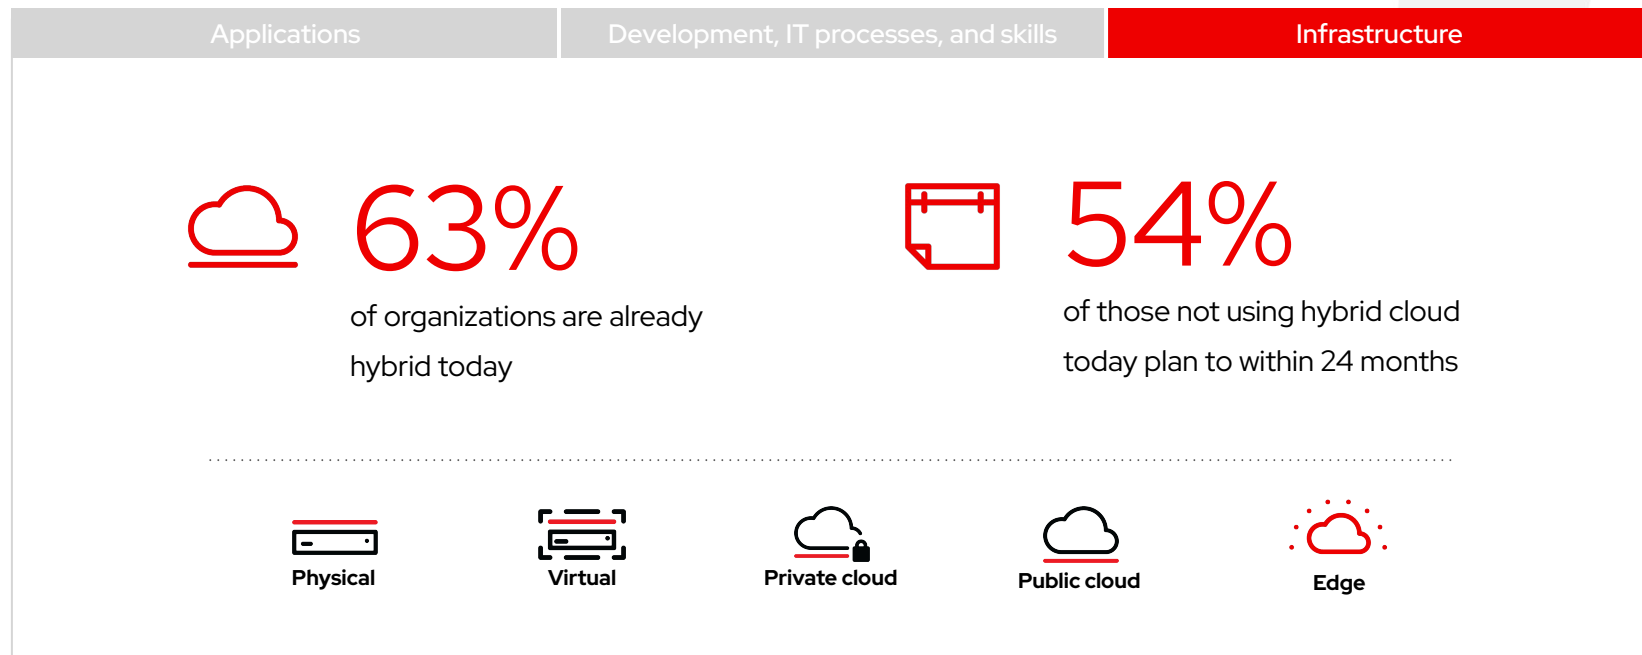 Applications
Development, IT processes, and skills
Infrastructure
63%
of organizations are already
hybrid today
54%
of those not using hybrid cloud
today plan to within 24 months
Physical
Virtual
Private cloud
Public cloud
Edge